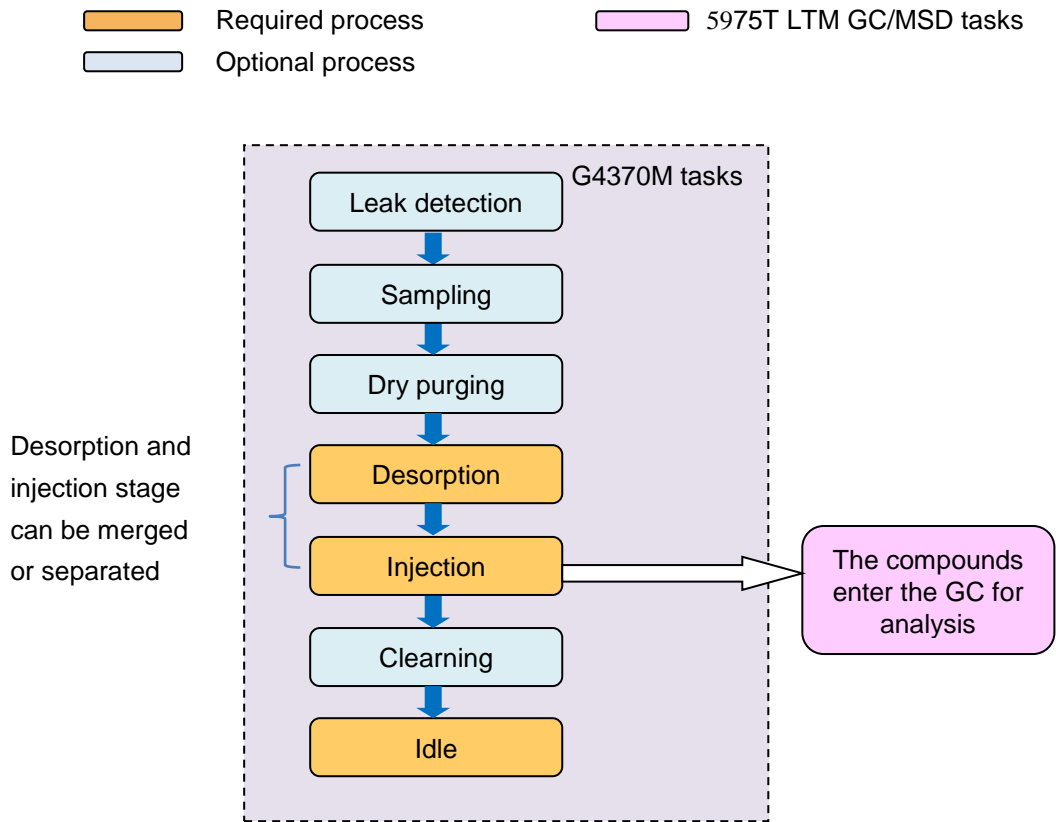 Required process
5975T LTM GC/MSD tasks
Optional process
G4370M tasks
Leak detection
Sampling
Dry purging
Desorption and
injection stage
can be merged
or separated
Desorption
Injection
The compounds
enter the GC for
analysis
Clearning
Idle